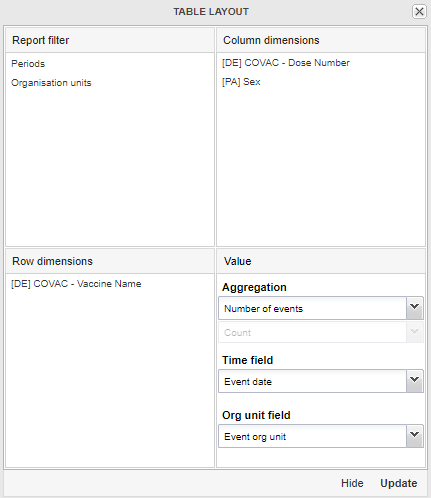 TABLE LAYOUT
Report filter
Periods
Organisation units
Column dimensions
[DE] COVAC - Dose Number
[PA] Sex
Row dimensions
[DE] COVAC - Vaccine Name
Value
Aggregation
Number of events
Count
Time field
Event date
Org unit field
Event org unit
Hide
Update